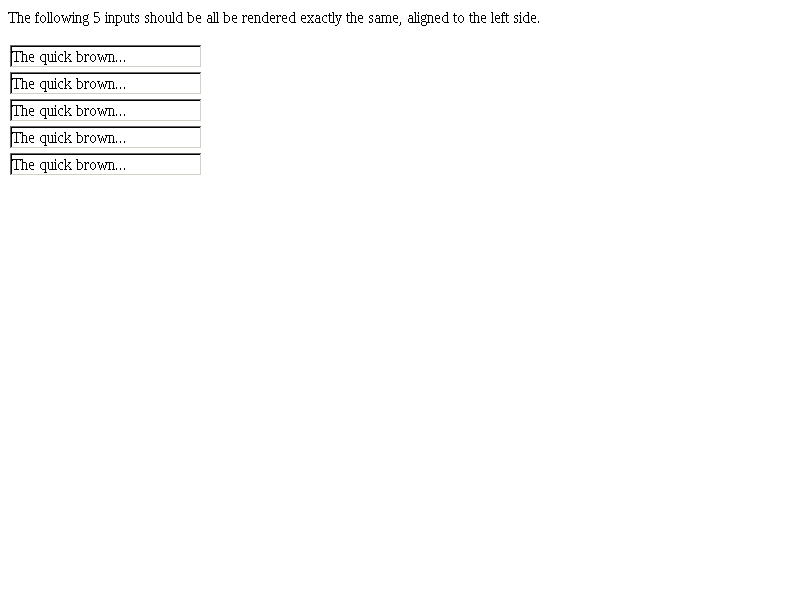 The following 5 inputs should be all be rendered exactly the same, aligned to the left side.
The quick brown...
The quick brown...
The quick brown...
The quick brown...
The quick brown...